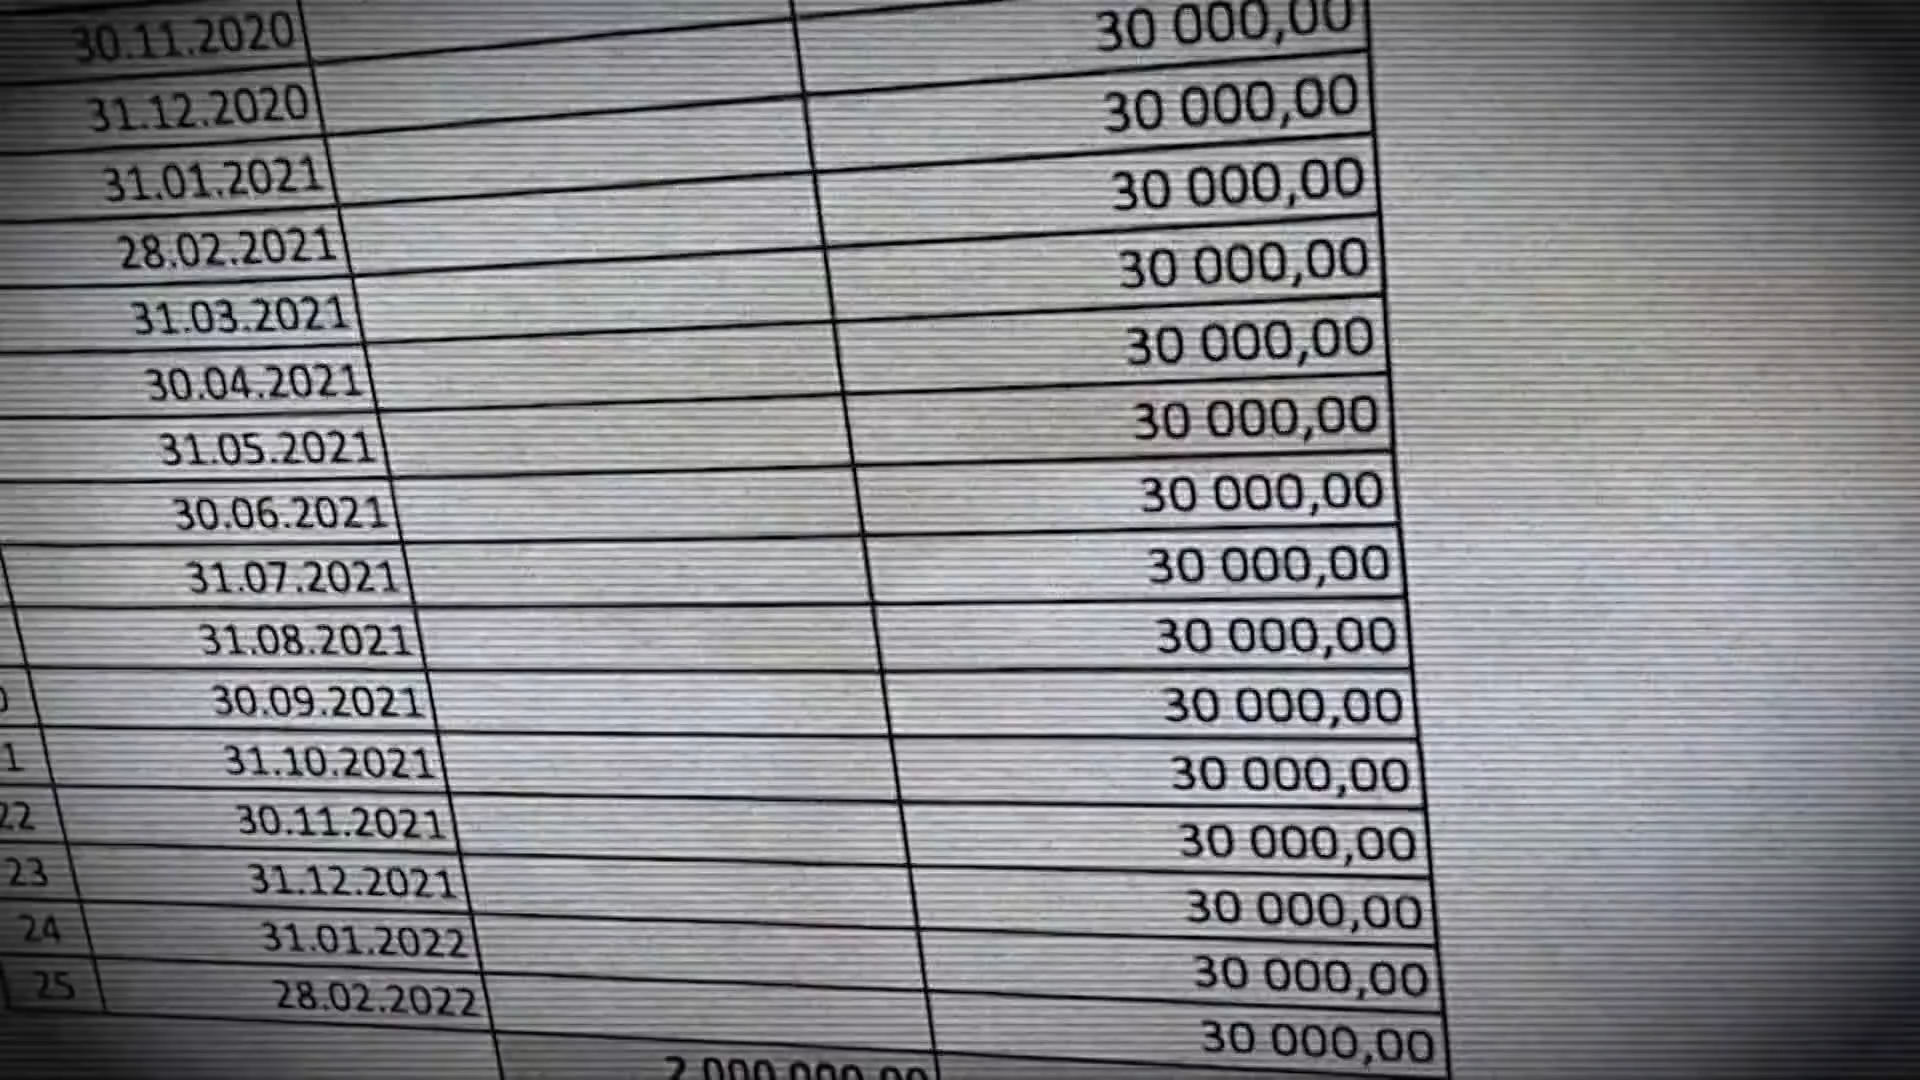 30.11.2020
31.12.2020 30 000,00
31.01.2021 30 000,00
28.02.2021 30 000,00
31.03.2021 30 000,00
30.04.2021 30 000,00
31.05.2021 30 000,00
30.06.2021 30 000,00
31.07.2021 30 000,00
31.08.2021 30 000,00
30.09.2021 30 000,00
1 31.10.2021 30 000,00
22 30.11.2021 30 000,00
23 31.12.2021 30 000,00
24 31.01.2022 30 000,00
25 28.02.2022 30 000,00
2 000 000,00